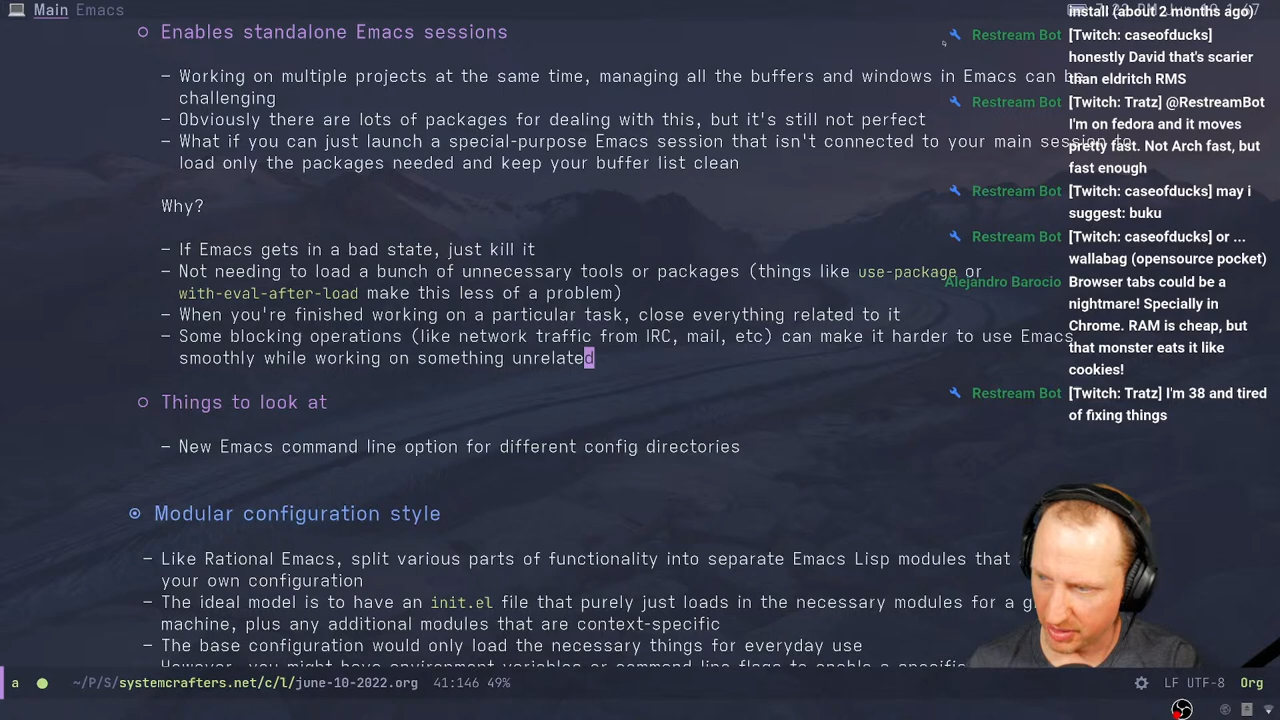 Main Emacs
Enables standalone Emacs sessions
– Working on multiple projects at the same time, managing all the buffers and windows in Emacs can be
challenging
– Obviously there are lots of packages for dealing with this, but it's still not perfect
– What if you can just launch a special-purpose Emacs session that isn't connected to your main session to
load only the packages needed and keep your buffer list clean
Why?
– If Emacs gets in a bad state, just kill it
– Not needing to load a bunch of unnecessary tools or packages (things like use-package or
with-eval-after-load make this less of a problem)
– When you're finished working on a particular task, close everything related to it
– Some blocking operations (like network traffic from IRC, mail, etc) can make it harder to use Emacs
smoothly while working on something unrelated
Things to look at
– New Emacs command line option for different config directories
Modular configuration style
– Like Rational Emacs, split various parts of functionality into separate Emacs Lisp modules that
your own configuration
– The ideal model is to have an init.el file that purely just loads in the necessary modules for a
machine, plus any additional modules that are context-specific
– The base configuration would only load the necessary things for everyday use
– However, you might have environment variables or command line flags to enable a specific
a ~/P/S/systemcrafters.net/c/l/june-10-2022.org 41:146 49% LF UTF-8 Org
install (about 2 months ago)
Restream Bot [Twitch: caseofducks]
honestly David that's scarier
than eldritch RMS
Restream Bot [Twitch: Tratz] @RestreamBot
I'm on fedora and it moves
pretty fast. Not Arch fast, but
fast enough
Restream Bot [Twitch: caseofducks] may i
suggest: buku
Restream Bot [Twitch: caseofducks] or ...
wallabag (opensource pocket)
Alejandro Barocio Browser tabs could be a
nightmare! Specially in
Chrome. RAM is cheap, but
that monster eats it like
cookies!
Restream Bot [Twitch: Tratz] I'm 38 and tired
of fixing things